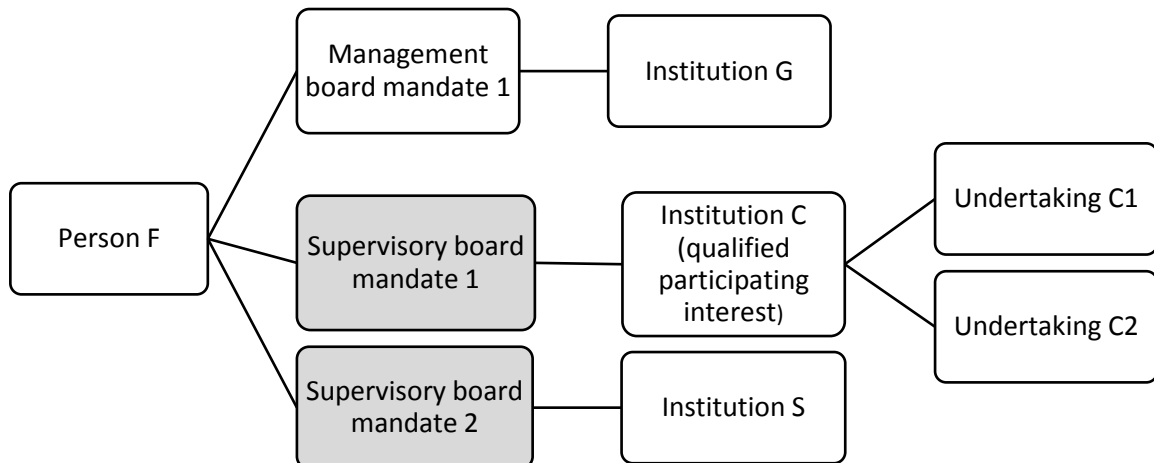 Management
board mandate 1
Institution G
Person F
Supervisory board
mandate 1
Institution C
(qualified
participating
interest)
Undertaking C1
Undertaking C2
Supervisory board
mandate 2
Institution S